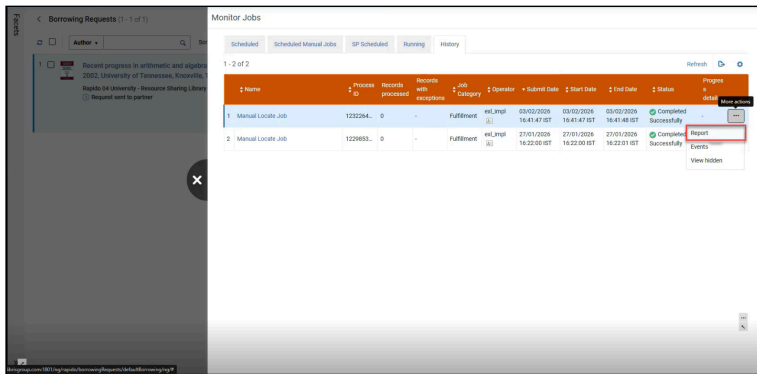 Facets
Borrowing Requests (1 - 1 of 1)
Author
1
Recent progress in arithmetic and algebra
2002, University of Tennessee, Knoxville,
Rapido 04 University - Resource Sharing Library
Request sent to partner
Monitor Jobs
Scheduled
Scheduled Manual Jobs
SP Scheduled
Running
History
1 - 2 of 2
Refresh
Name
Process ID
Records processed
Records with exceptions
Job Category
Operator
Submit Date
Start Date
End Date
Status
Progres
s
detail
More actions
1 Manual Locate Job 1232264... 0 - Fulfillment exl_impl 03/02/2026 16:41:47 IST 03/02/2026 16:41:47 IST 03/02/2026 16:41:48 IST Completed Successfully -
2 Manual Locate Job 1229853... 0 - Fulfillment exl_impl 27/01/2026 16:22:00 IST 27/01/2026 16:22:00 IST 27/01/2026 16:22:01 IST Completed Successfully
Report
Events
View hidden